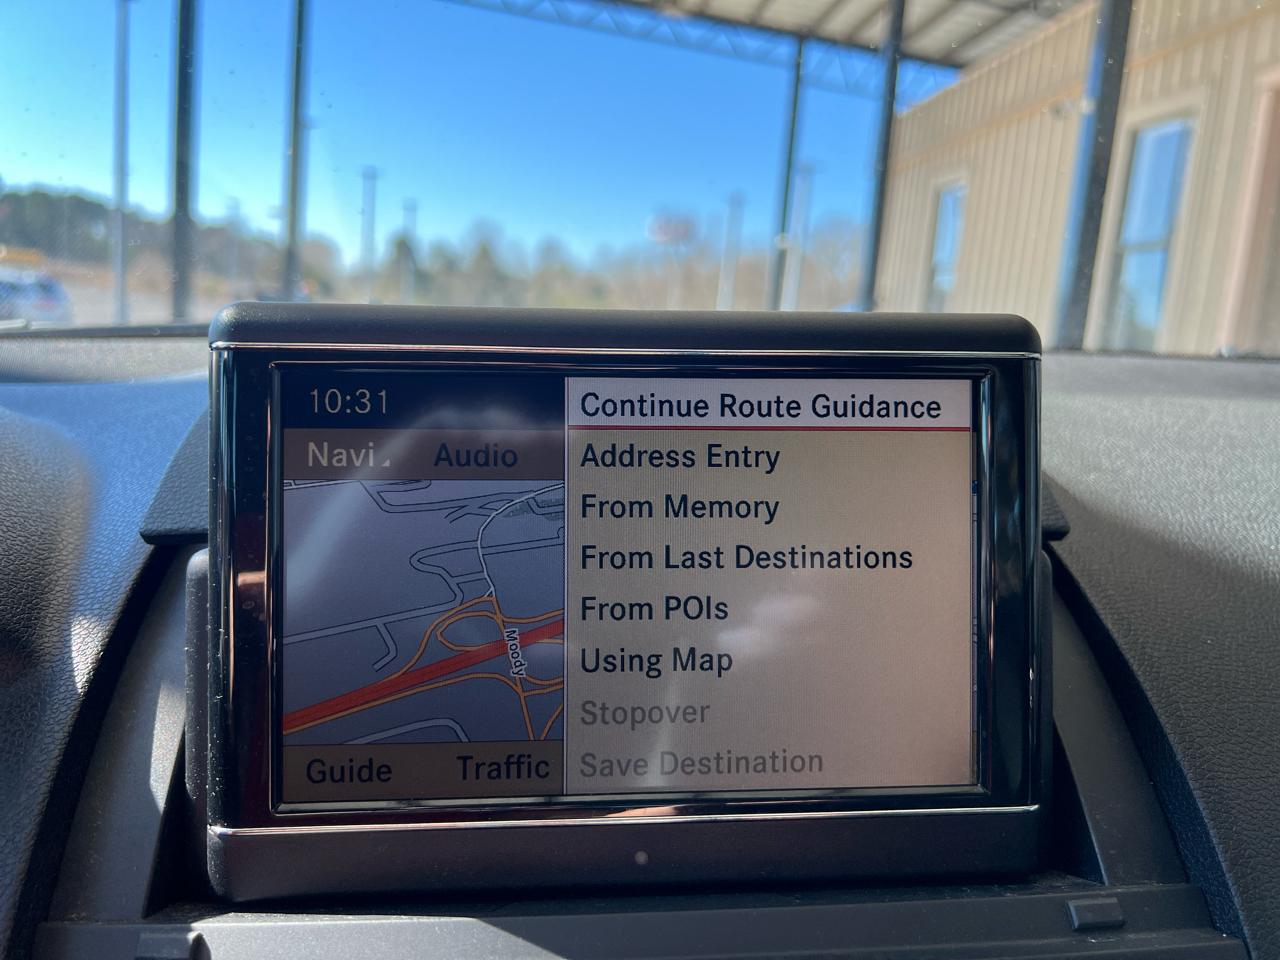 10:31
Navi Audio
Moody
Guide Traffic
Continue Route Guidance
Address Entry
From Memory
From Last Destinations
From POIs
Using Map
Stopover
Save Destination